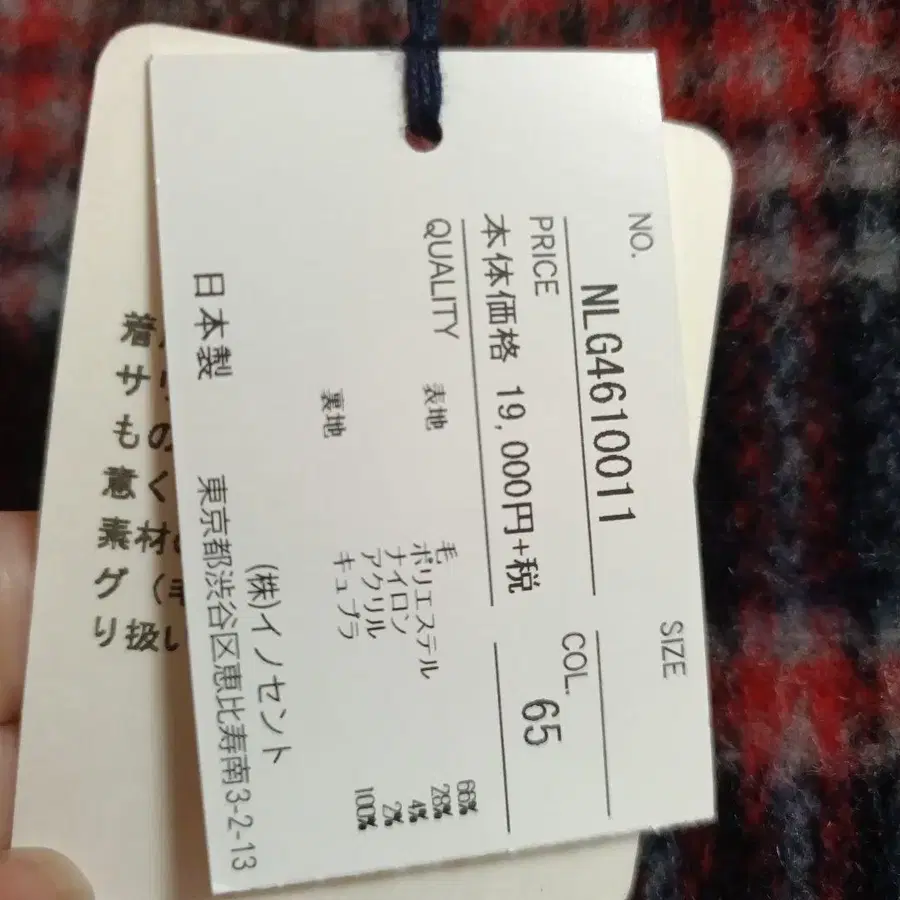 NO. NLG4610011 SIZE
PRICE
本体価格 19,000円+税
COL. 65
QUALITY
表地 毛 66%
ポリエステル 28%
ナイロン 4%
アクリル 2%
裏地 キュプラ 100%
(株)イノセント
日本製 東京都渋谷区恵比寿南3-2-13
着
サ
もの
意く
素材
グ（毛
り扱い